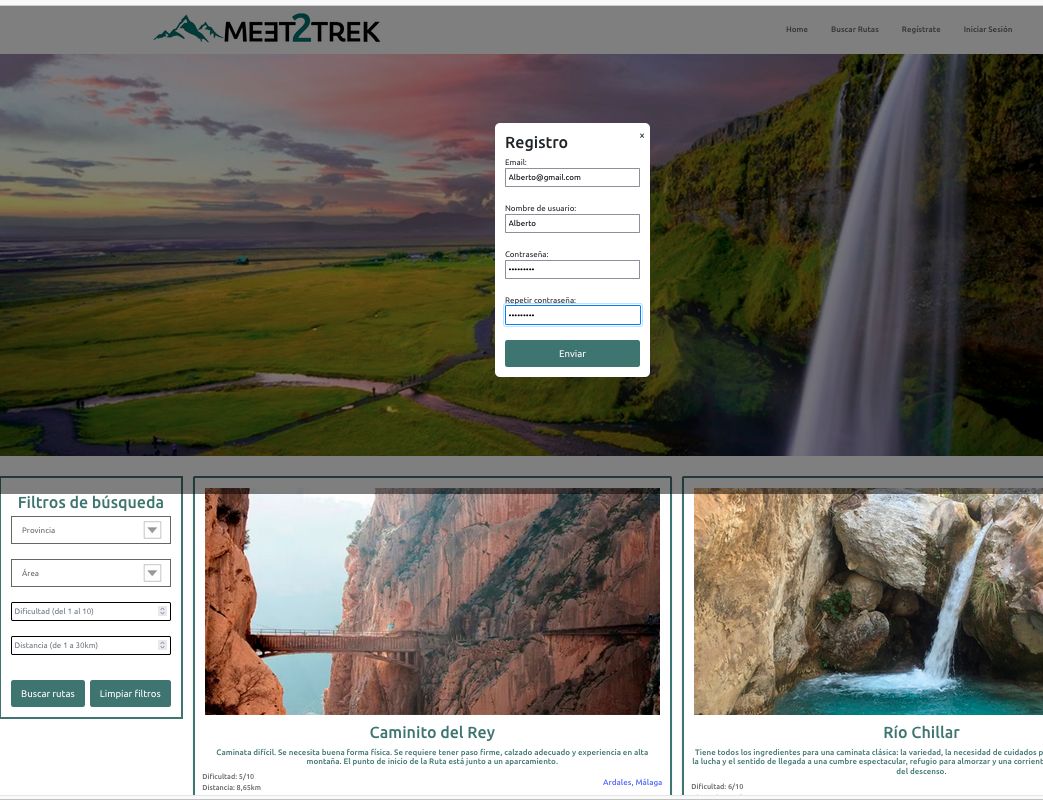 MEET2TREK
Home Buscar Rutas Registrate Iniciar Sesión
Registro
x
Email:
Alberto@gmail.com
Nombre de usuario:
Alberto
Contraseña:
•••••••••
Repetir contraseña:
•••••••••
Enviar
Filtros de búsqueda
Provincia
Área
Dificultad (del 1 al 10)
Distancia (de 1 a 30km)
Buscar rutas Limpiar filtros
Caminito del Rey
Caminata difícil. Se necesita buena forma física. Se requiere tener paso firme, calzado adecuado y experiencia en alta
montaña. El punto de inicio de la Ruta está junto a un aparcamiento.
Dificultad: 5/10
Distancia: 8,65km
Ardales, Málaga
Río Chillar
Tiene todos los ingredientes para una caminata clásica: la variedad, la necesidad de cuidados
la lucha y el sentido de llegada a una cumbre espectacular, refugio para almorzar y una
del descenso.
Dificultad: 6/10